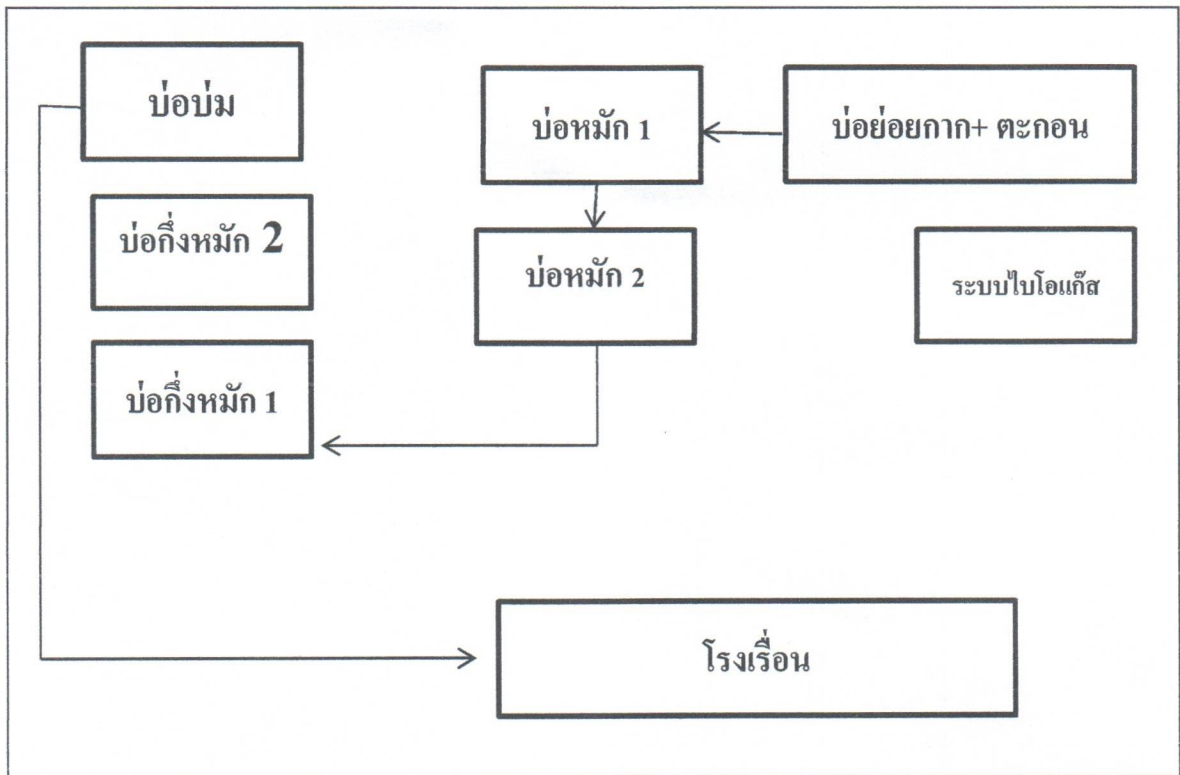 บ่อบ่ม
บ่อหมัก 1
บ่อย่อยกาก+ ตะกอน
บ่อกึ่งหมัก 2
บ่อหมัก 2
ระบบไบโอแก๊ส
บ่อกึ่งหมัก 1
โรงเรื่อน